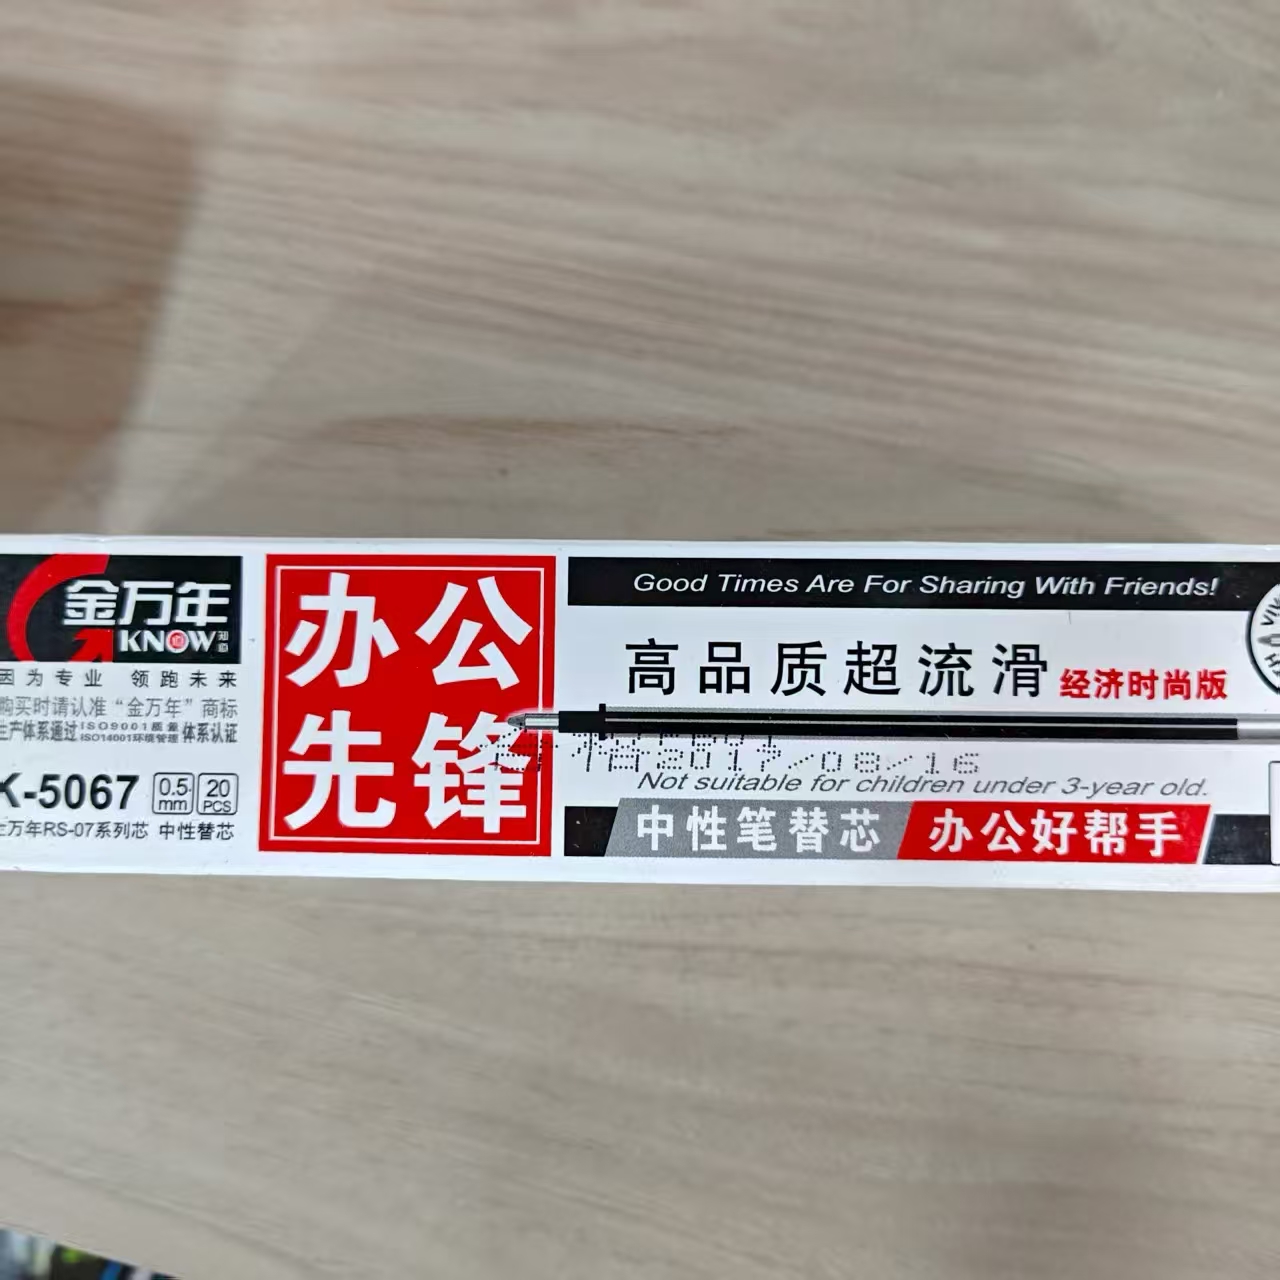 金万年
KNOW
知道
因为专业 领跑未来
购买时请认准“金万年”商标
生产体系通过ISO9001质量 体系认证
ISO14001环境管理
K-5067
0.5 mm
20 PCS
万年RS-07系列芯 中性替芯
办公
先锋
Good Times Are For Sharing With Friends!
高品质超流滑 经济时尚版
2017/08/16
Not suitable for children under 3-year old.
中性笔替芯 办公好帮手